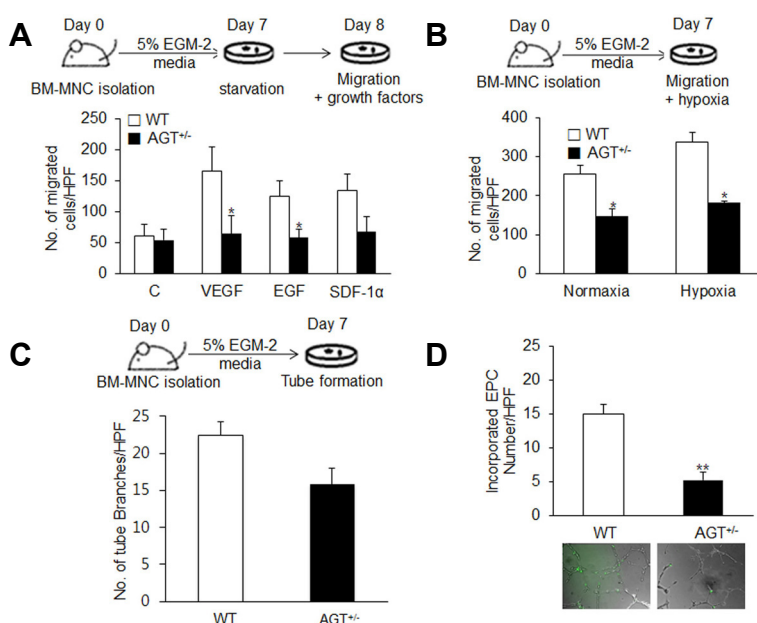 A
Day 0
Day 7
Day 8
5% EGM-2
media
BM-MNC isolation
starvation
Migration
+ growth factors
No. of migrated
cells/HPF
250
200
150
100
50
0
WT
AGT+/-
*
*
C
VEGF
EGF
SDF-1α
B
Day 0
Day 7
5% EGM-2
media
BM-MNC isolation
Migration
+ hypoxia
No. of migrated
cells/HPF
400
300
200
100
0
WT
AGT+/-
*
*
Normaxia
Hypoxia
C
Day 0
Day 7
5% EGM-2
media
BM-MNC isolation
Tube formation
No. of tube Branches/HPF
25
20
15
10
5
0
WT
AGT+/-
D
Incorporated EPC
Number/HPF
25
20
15
10
5
0
**
WT
AGT+/-